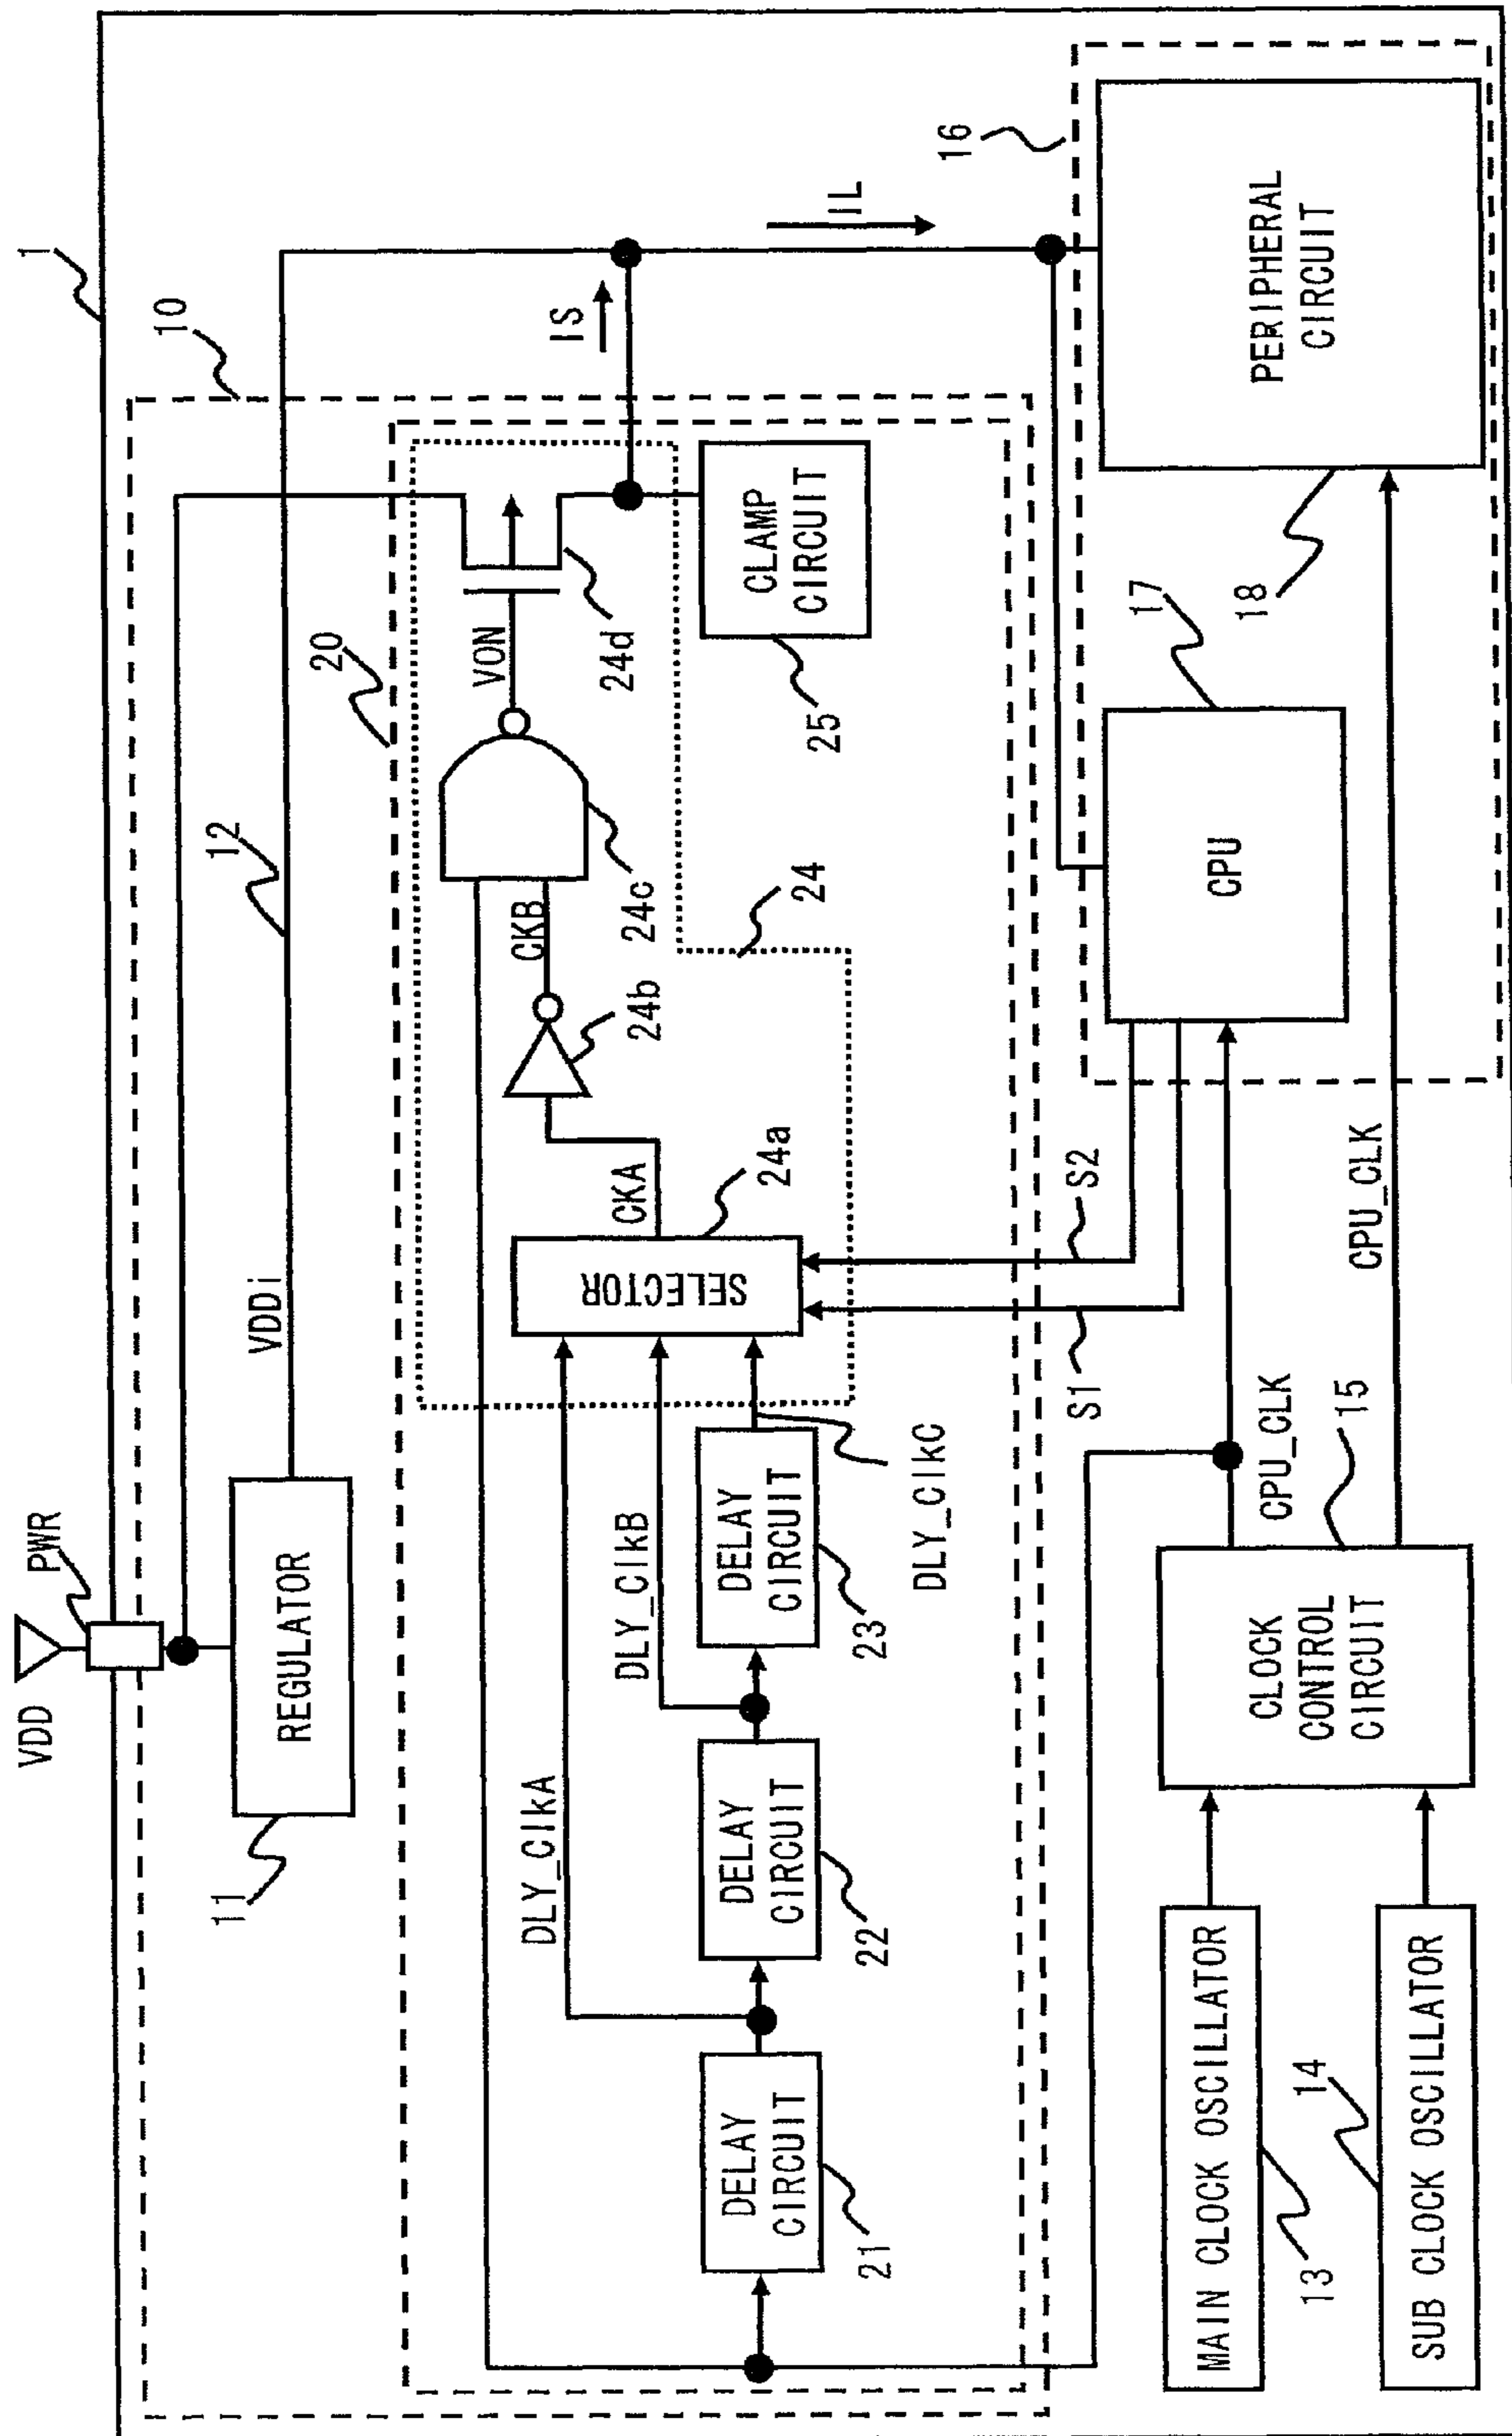 VDD
PWR
1
10
VDDi
12
REGULATOR
11
20
IS
IL
16
DLY_ClkA
DLY_ClkB
DLY_ClkC
DELAY
CIRCUIT
21
DELAY
CIRCUIT
22
DELAY
CIRCUIT
23
SELECTOR
24a
CKA
24b
CKB
24c
VON
24d
24
CLAMP
CIRCUIT
25
S1
S2
MAIN CLOCK OSCILLATOR
13
SUB CLOCK OSCILLATOR
14
CLOCK
CONTROL
CIRCUIT
15
CPU_CLK
CPU_CLK
CPU
17
PERIPHERAL
CIRCUIT
18